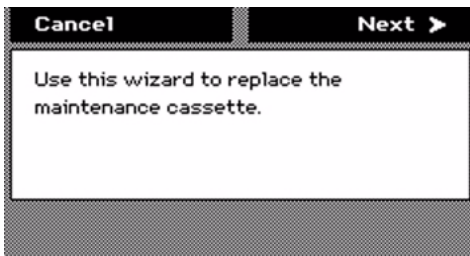 Cancel
Next
Use this wizard to replace the
maintenance cassette.